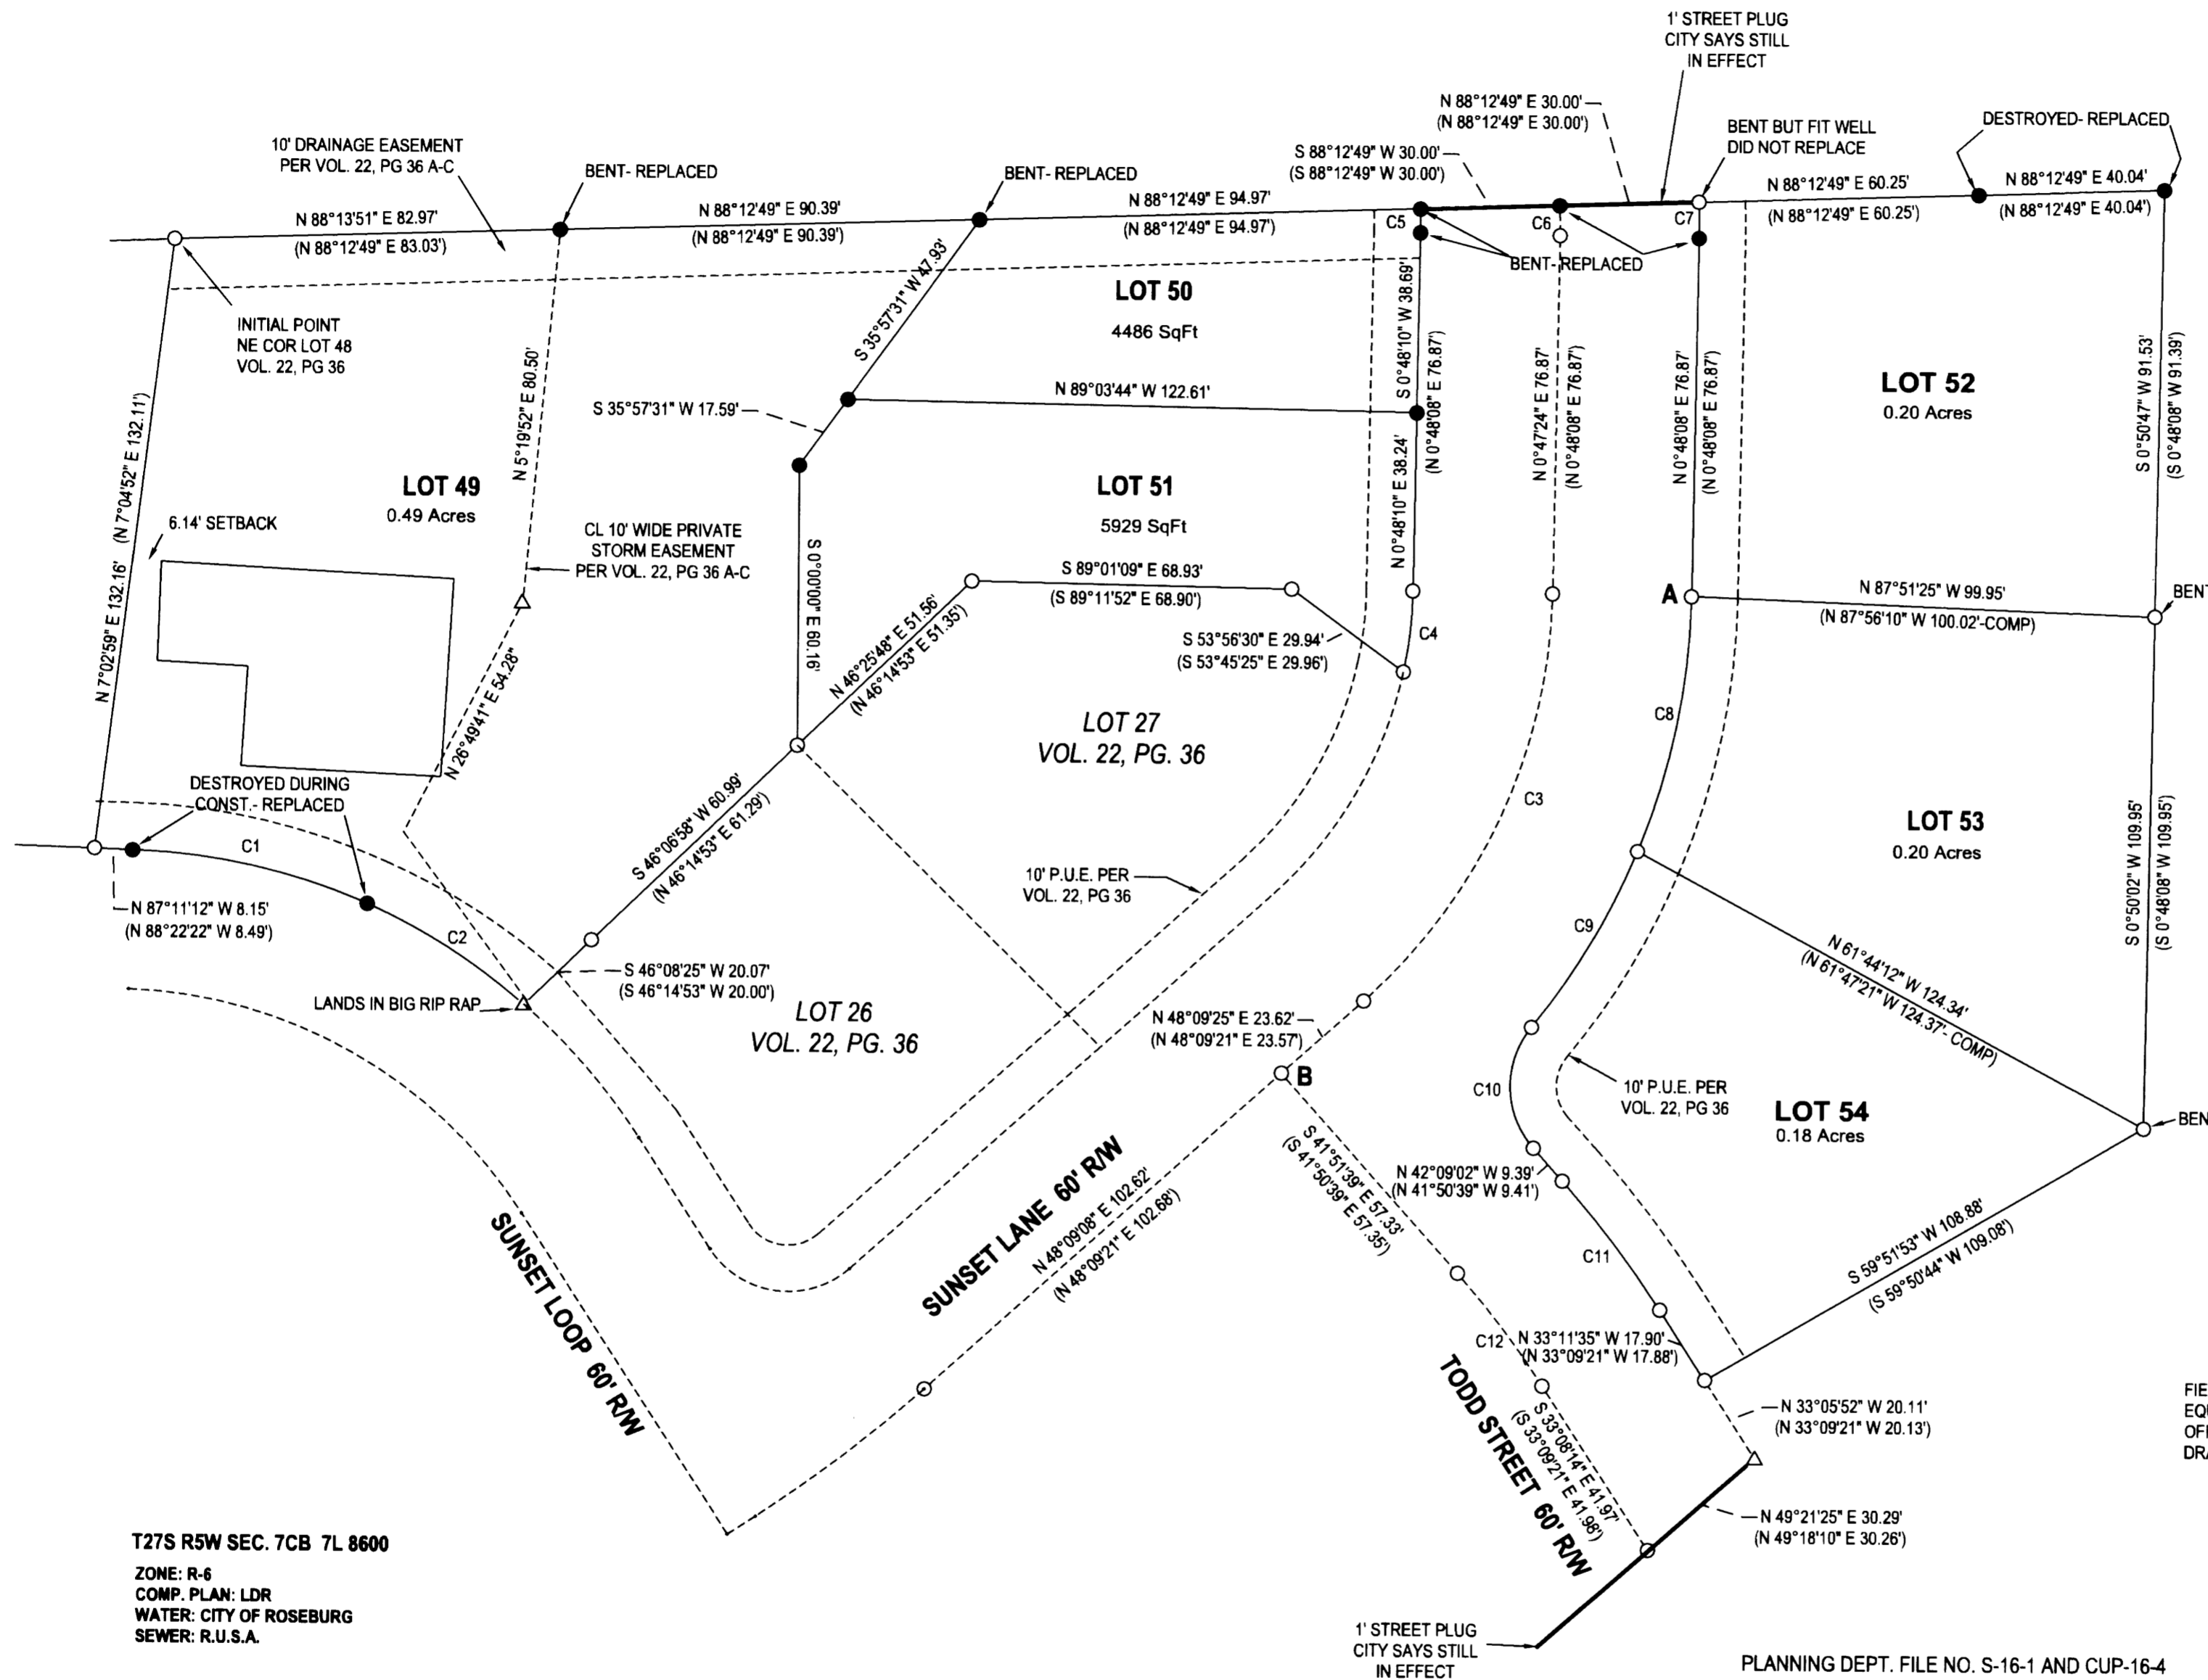 1' STREET PLUG
CITY SAYS STILL
IN EFFECT
N 88°12'49" E 30.00'
(N 88°12'49" E 30.00')
10' DRAINAGE EASEMENT
PER VOL. 22, PG 36 A-C
BENT- REPLACED
BENT- REPLACED
S 88°12'49" W 30.00'
(S 88°12'49" W 30.00')
BENT BUT FIT WELL
DID NOT REPLACE
DESTROYED- REPLACED
N 88°13'51" E 82.97'
(N 88°12'49" E 83.03')
N 88°12'49" E 90.39'
(N 88°12'49" E 90.39')
N 88°12'49" E 94.97'
(N 88°12'49" E 94.97')
C5
C6
C7
N 88°12'49" E 60.25'
(N 88°12'49" E 60.25')
N 88°12'49" E 40.04'
(N 88°12'49" E 40.04')
BENT- REPLACED
INITIAL POINT
NE COR LOT 48
VOL. 22, PG 36
S 35°57'31" W 47.93'
LOT 50
4486 SqFt
S 0°48'10" W 38.69'
(N 0°48'08" E 76.87')
N 0°47'24" E 76.87'
(N 0°48'08" E 76.87')
N 0°48'08" E 76.87'
(N 0°48'08" E 76.87')
LOT 52
0.20 Acres
S 0°50'47" W 91.53'
(S 0°48'08" W 91.39')
N 7°02'59" E 132.16' (N 7°04'52" E 132.11')
N 5°19'52" E 80.50'
S 35°57'31" W 17.59'
N 89°03'44" W 122.61'
LOT 49
0.49 Acres
6.14' SETBACK
CL 10' WIDE PRIVATE
STORM EASEMENT
PER VOL. 22, PG 36 A-C
LOT 51
5929 SqFt
N 0°48'10" E 38.24'
S 0°00'00" E 60.16'
S 89°01'09" E 68.93'
(S 89°11'52" E 68.90')
N 46°25'48" E 51.56'
(N 46°14'53" E 51.35')
S 53°56'30" E 29.94'
(S 53°45'25" E 29.96')
C4
A
N 87°51'25" W 99.95'
(N 87°56'10" W 100.02'-COMP)
BENT
N 26°49'41" E 54.28"
LOT 27
VOL. 22, PG. 36
C8
C3
DESTROYED DURING
CONST.- REPLACED
C1
S 46°06'58" W 60.99'
(N 46°14'53" E 61.29')
LOT 53
0.20 Acres
S 0°50'02" W 109.95'
(S 0°48'08" W 109.95')
10' P.U.E. PER
VOL. 22, PG 36
N 87°11'12" W 8.15'
(N 88°22'22" W 8.49')
C2
C9
N 61°44'12" W 124.34'
(N 61°47'21" W 124.37'- COMP)
S 46°08'25" W 20.07'
(S 46°14'53" W 20.00')
LANDS IN BIG RIP RAP
LOT 26
VOL. 22, PG. 36
N 48°09'25" E 23.62'
(N 48°09'21" E 23.57')
B
C10
10' P.U.E. PER
VOL. 22, PG 36
LOT 54
0.18 Acres
BEN
S 41°51'39" E 57.33'
(S 41°50'39" E 57.35')
N 42°09'02" W 9.39'
(N 41°50'39" W 9.41')
SUNSET LOOP 60' R/W
SUNSET LANE 60' R/W
N 48°09'08" E 102.62'
(N 48°09'21" E 102.68')
C11
S 59°51'53" W 108.88'
(S 59°50'44" W 109.08')
C12
N 33°11'35" W 17.90'
(N 33°09'21" W 17.88')
TODD STREET 60' R/W
S 33°08'14" E 41.97'
(S 33°09'21" E 41.98')
N 33°05'52" W 20.11'
(N 33°09'21" W 20.13')
FIE
EQ
OF
DRA
N 49°21'25" E 30.29'
(N 49°18'10" E 30.26')
T27S R5W SEC. 7CB 7L 8600
ZONE: R-6
COMP. PLAN: LDR
WATER: CITY OF ROSEBURG
SEWER: R.U.S.A.
1' STREET PLUG
CITY SAYS STILL
IN EFFECT
PLANNING DEPT. FILE NO. S-16-1 AND CUP-16-4